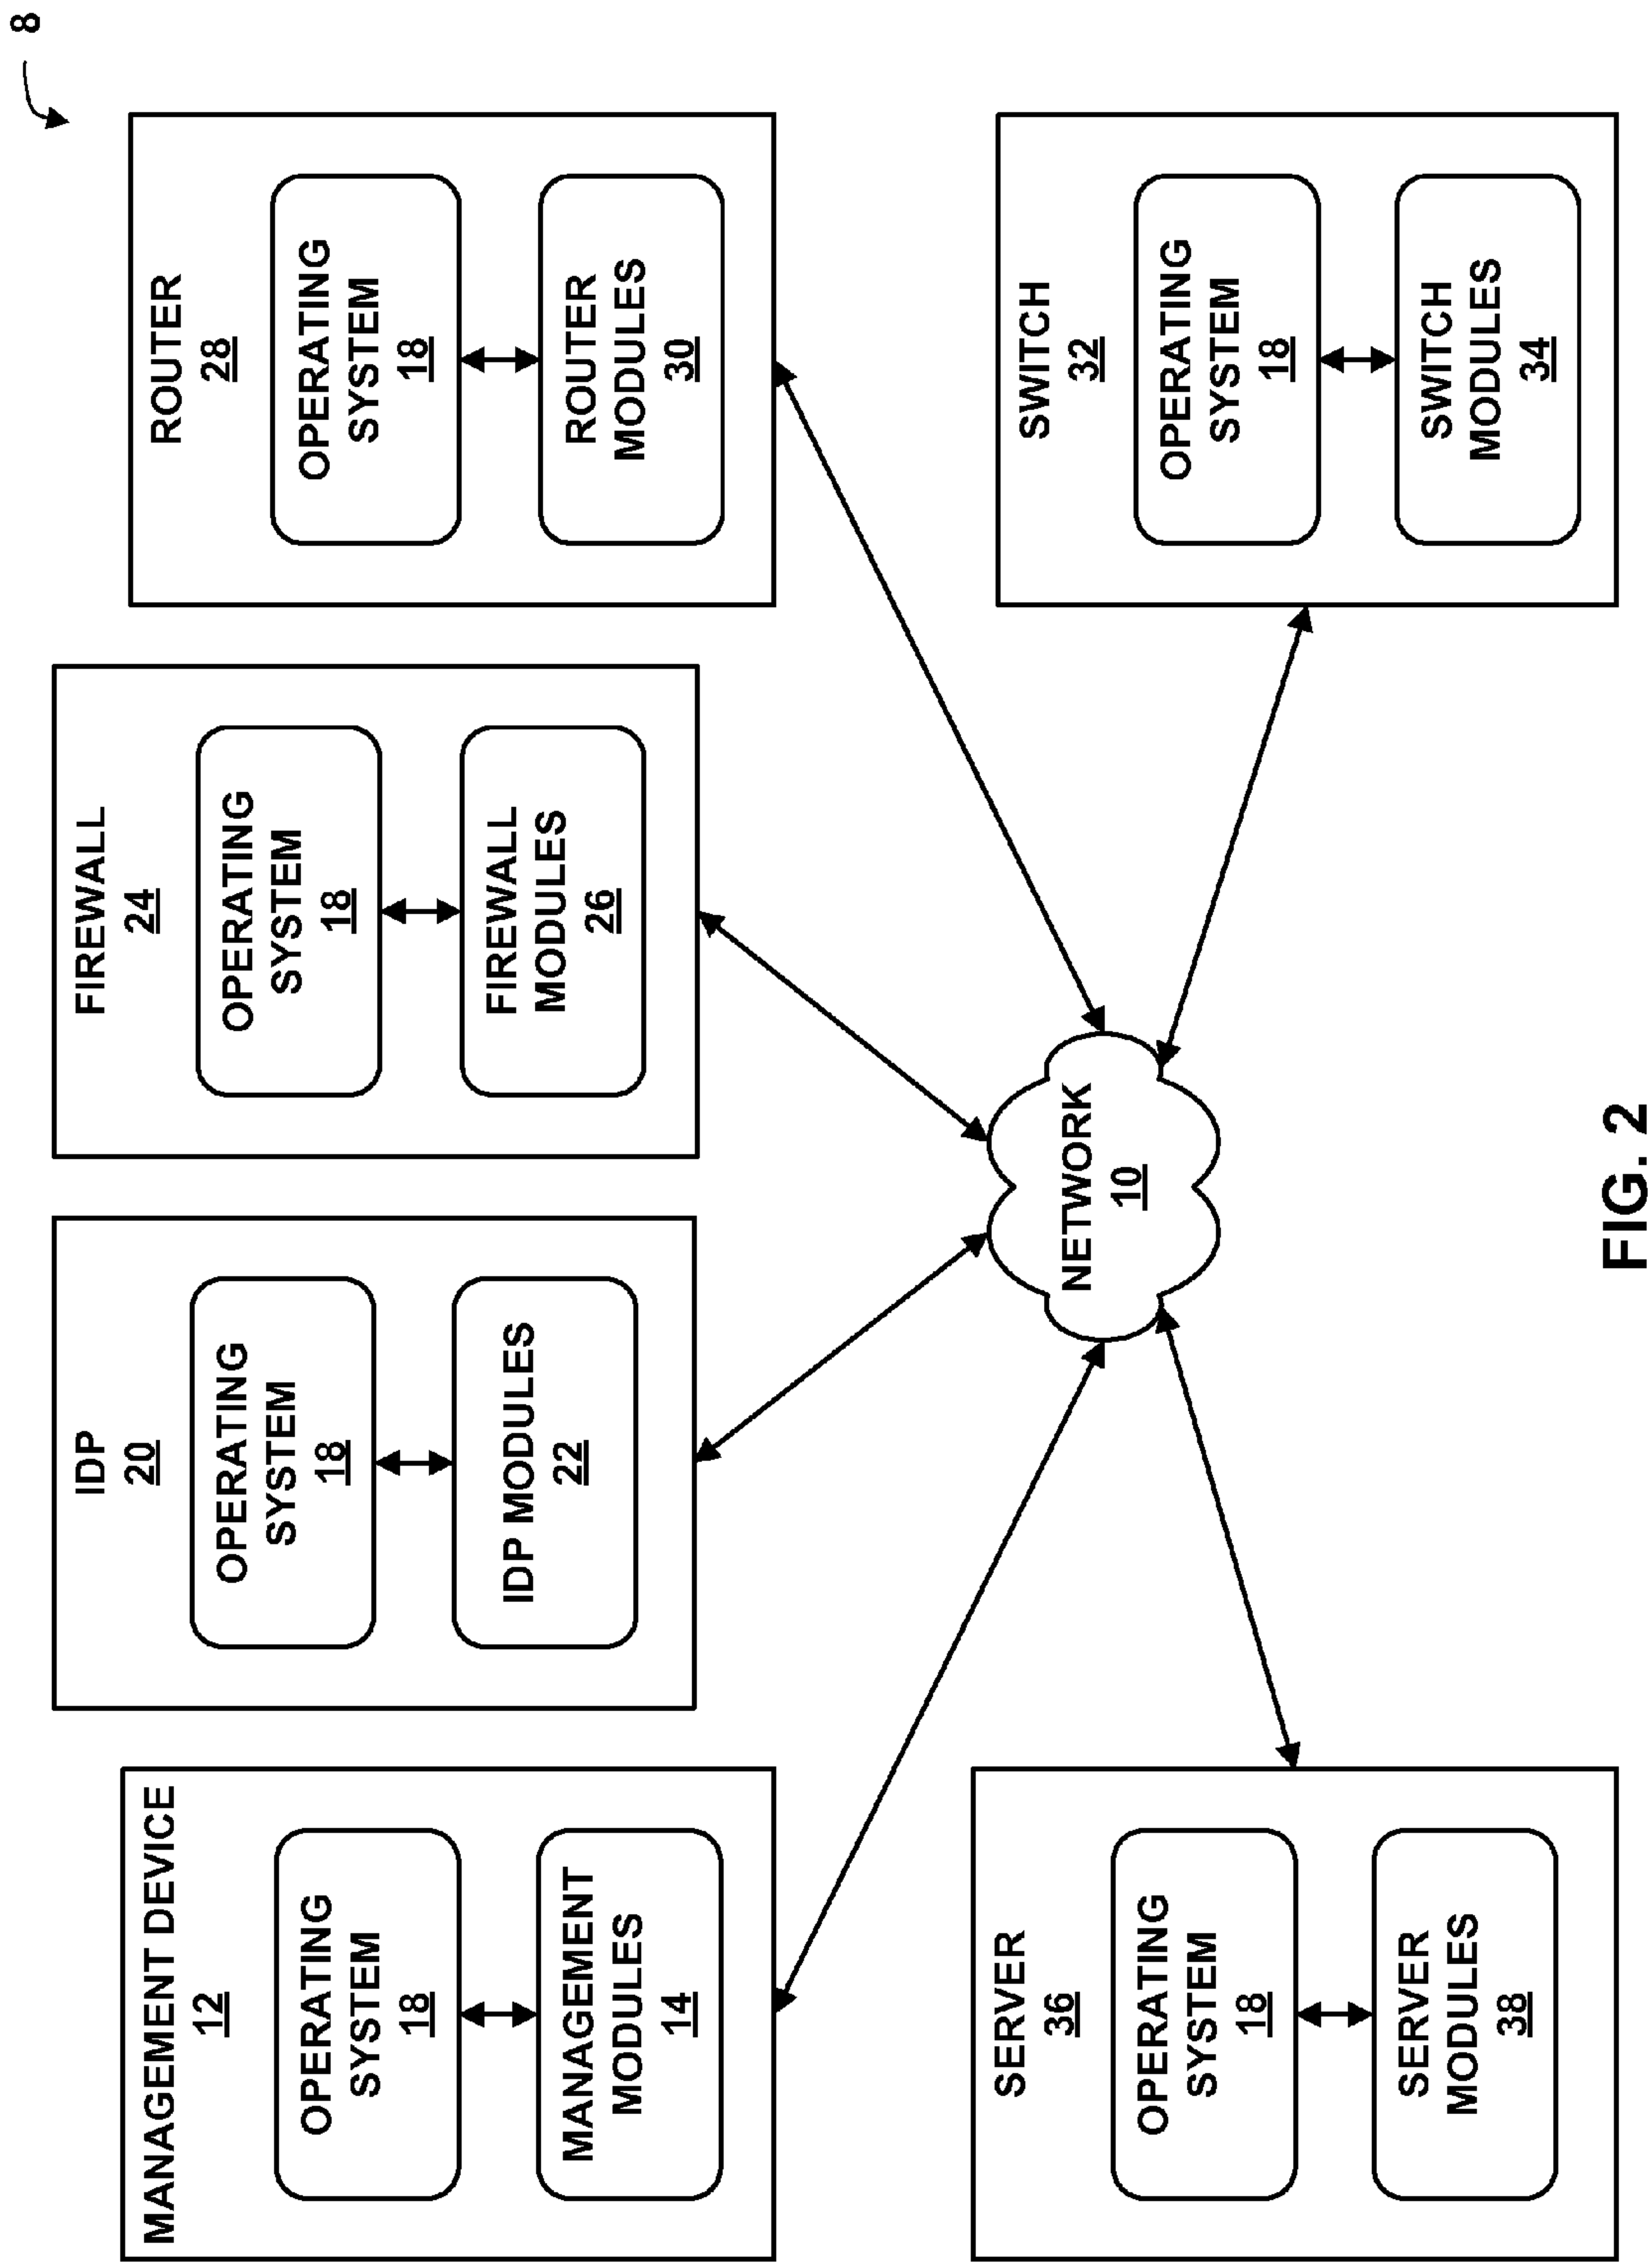 8
MANAGEMENT DEVICE
12
OPERATING
SYSTEM
18
MANAGEMENT
MODULES
14
IDP
20
OPERATING
SYSTEM
18
IDP MODULES
22
FIREWALL
24
OPERATING
SYSTEM
18
FIREWALL
MODULES
26
ROUTER
28
OPERATING
SYSTEM
18
ROUTER
MODULES
30
NETWORK
10
SERVER
36
OPERATING
SYSTEM
18
SERVER
MODULES
38
SWITCH
32
OPERATING
SYSTEM
18
SWITCH
MODULES
34
FIG. 2